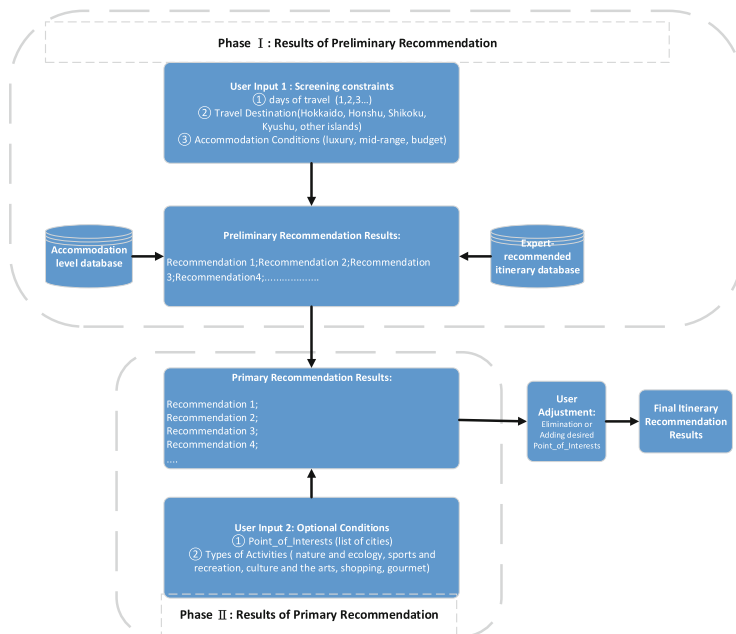 Phase Ⅰ: Results of Preliminary Recommendation
User Input 1 : Screening constraints
① days of travel (1,2,3...)
② Travel Destination(Hokkaido, Honshu, Shikoku,
Kyushu, other islands)
③ Accommodation Conditions (luxury, mid-range, budget)
Accommodation
level database
Preliminary Recommendation Results:
Recommendation 1;Recommendation 2;Recommendation
3;Recommendation4;...................
Expert-
recommended
itinerary database
Primary Recommendation Results:
Recommendation 1;
Recommendation 2;
Recommendation 3;
Recommendation 4;
....
User
Adjustment:
Elimination or
Adding desired
Point_of_Interests
Final Itinerary
Recommendation
Results
User Input 2: Optional Conditions
① Point_of_Interests (list of cities)
② Types of Activities ( nature and ecology, sports and
recreation, culture and the arts, shopping, gourmet)
Phase Ⅱ: Results of Primary Recommendation